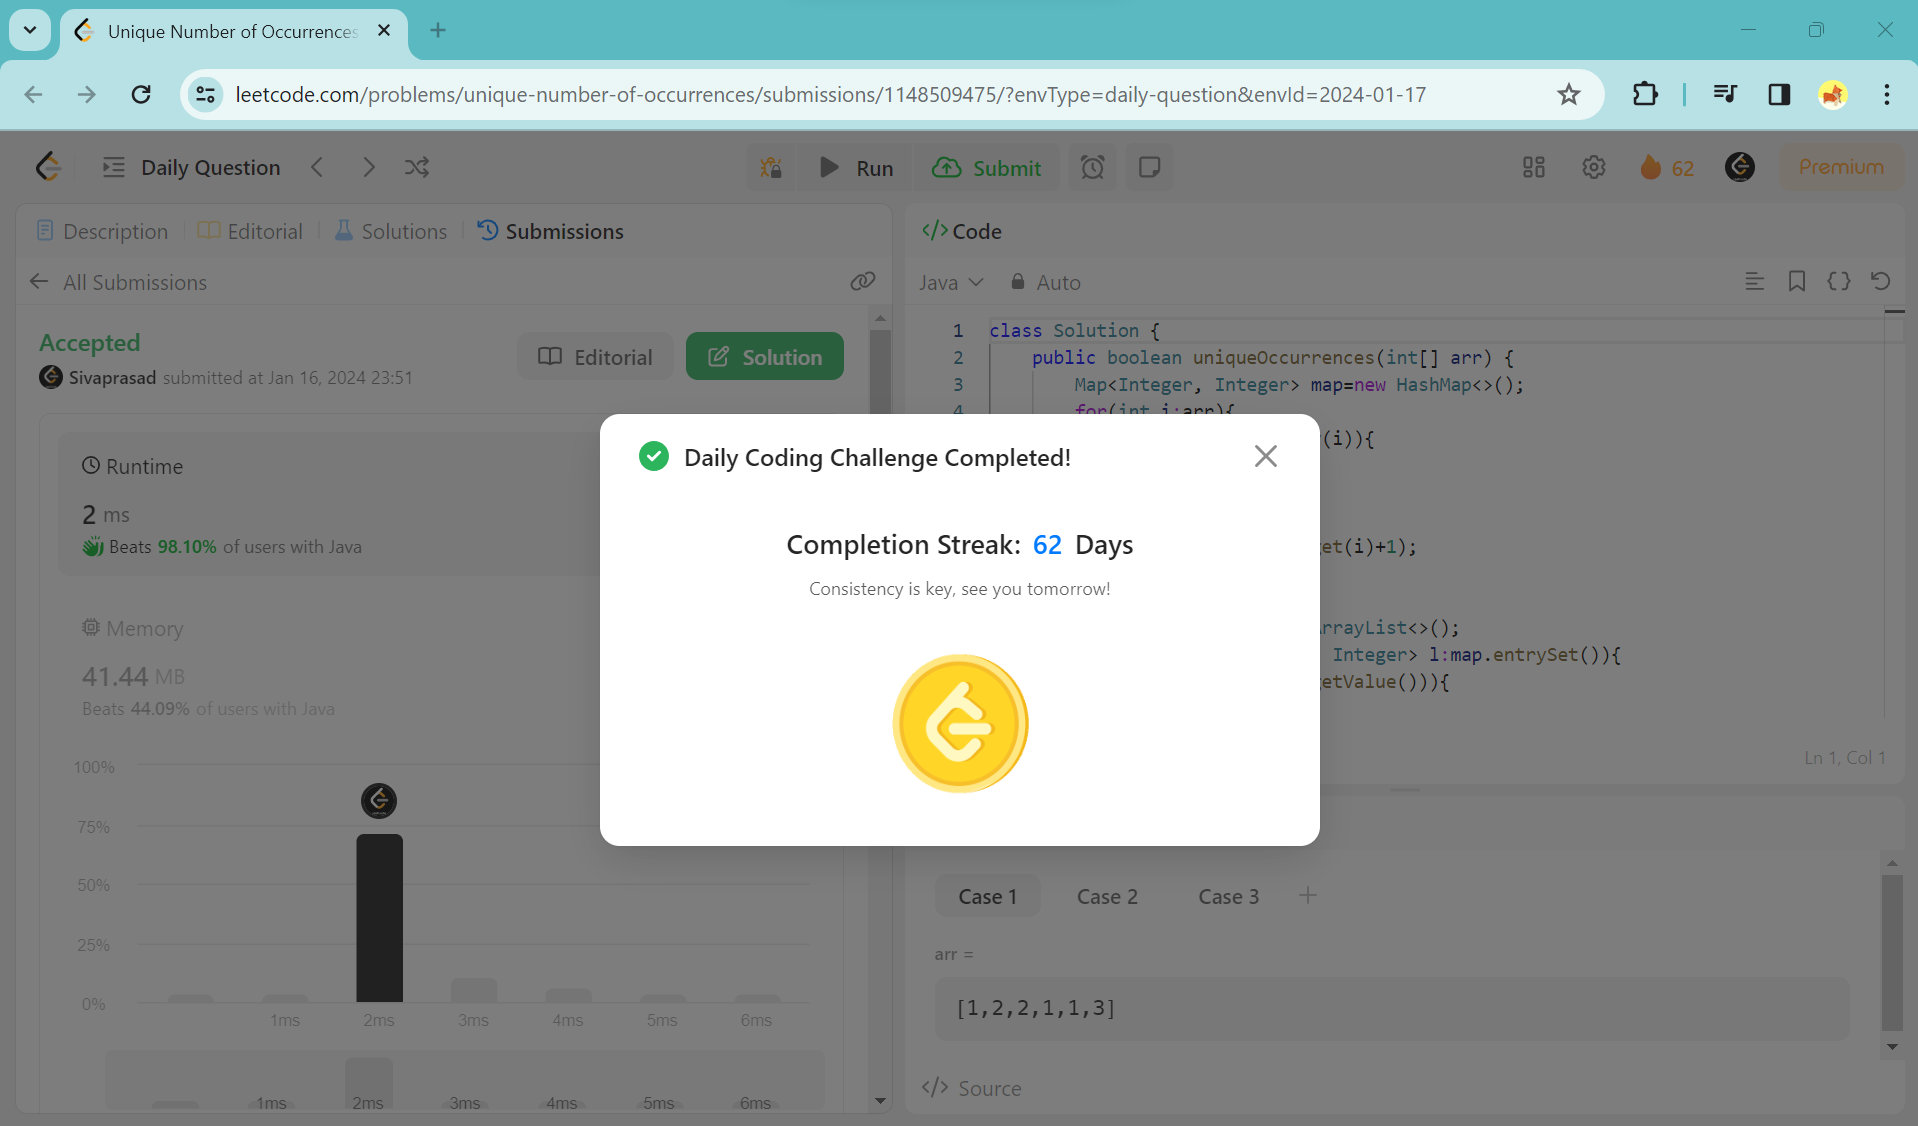 Unique Number of Occurrences
leetcode.com/problems/unique-number-of-occurrences/submissions/1148509475/?envType=daily-question&envId=2024-01-17
Daily Question
Run
Submit
62
Premium
Description
Editorial
Solutions
Submissions
All Submissions
Accepted
Sivaprasad submitted at Jan 16, 2024 23:51
Editorial
Solution
Runtime
2 ms
Beats 98.10% of users with Java
Memory
41.44 MB
Beats 44.09% of users with Java
100%
75%
50%
25%
0%
1ms 2ms 3ms 4ms 5ms 6ms
1ms 2ms 3ms 4ms 5ms 6ms
Daily Coding Challenge Completed!
Completion Streak: 62 Days
Consistency is key, see you tomorrow!
</> Code
Java
Auto
1 class Solution {
2 public boolean uniqueOccurrences(int[] arr) {
3 Map<Integer, Integer> map=new HashMap<>();
4 for(int i:arr){
(i)){
et(i)+1);
rrayList<>();
Integer> l:map.entrySet()){
etValue())){
Ln 1, Col 1
Case 1
Case 2
Case 3
arr =
[1,2,2,1,1,3]
</> Source